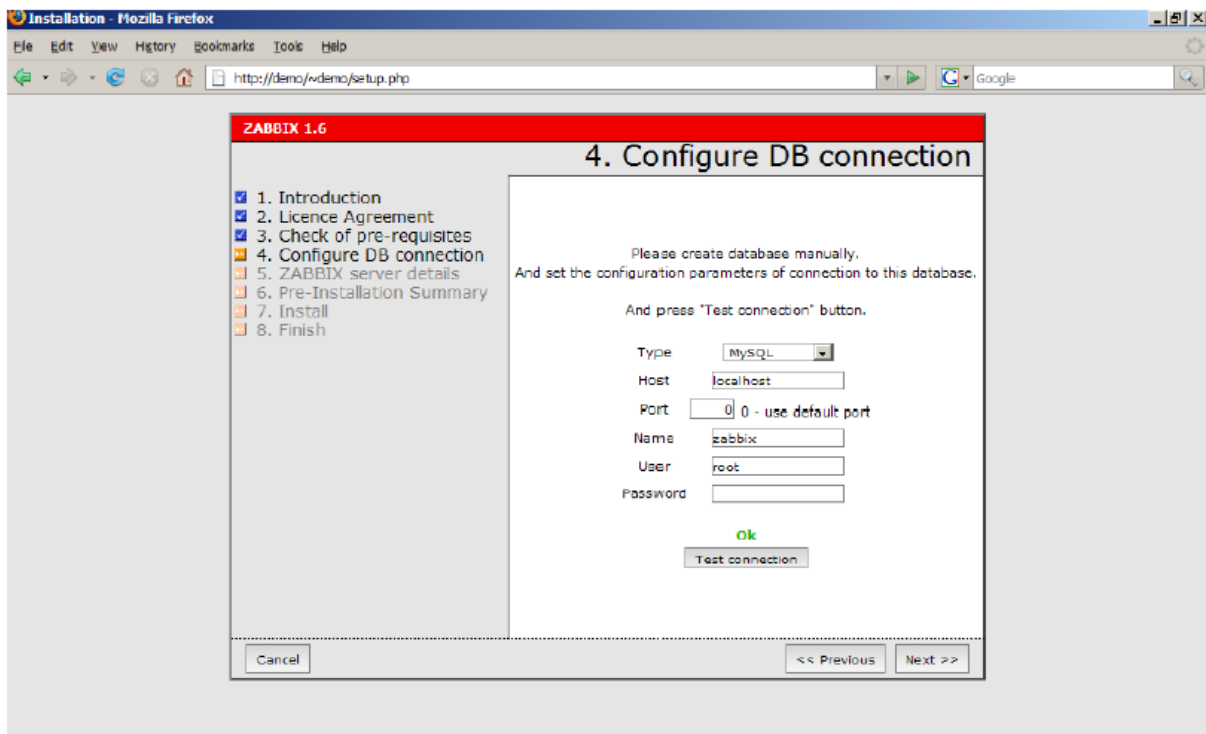 Installation - Mozilla Firefox
File Edit View History Bookmarks Tools Help
http://demo/~demo/setup.php
G Google
ZABBIX 1.6
4. Configure DB connection
1. Introduction
2. Licence Agreement
3. Check of pre-requisites
4. Configure DB connection
5. ZABBIX server details
6. Pre-Installation Summary
7. Install
8. Finish
Please create database manually.
And set the configuration parameters of connection to this database.
And press "Test connection" button.
Type MySQL
Host localhost
Port 0 0 - use default port
Name zabbix
User root
Password
Ok
Test connection
Cancel << Previous Next >>